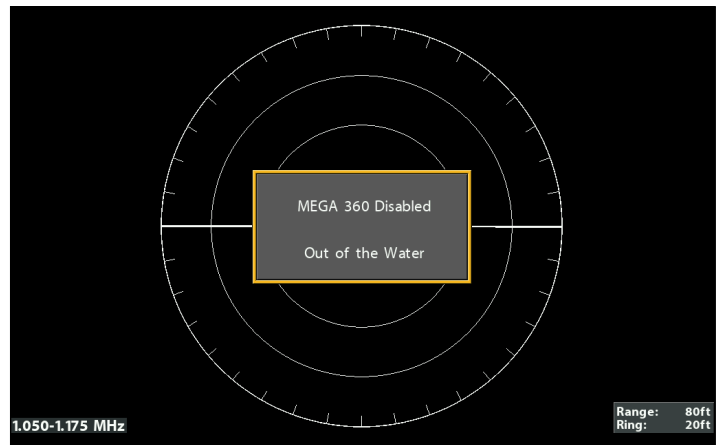 MEGA 360 Disabled
Out of the Water
1.050-1.175 MHz
Range: 80ft
Ring: 20ft